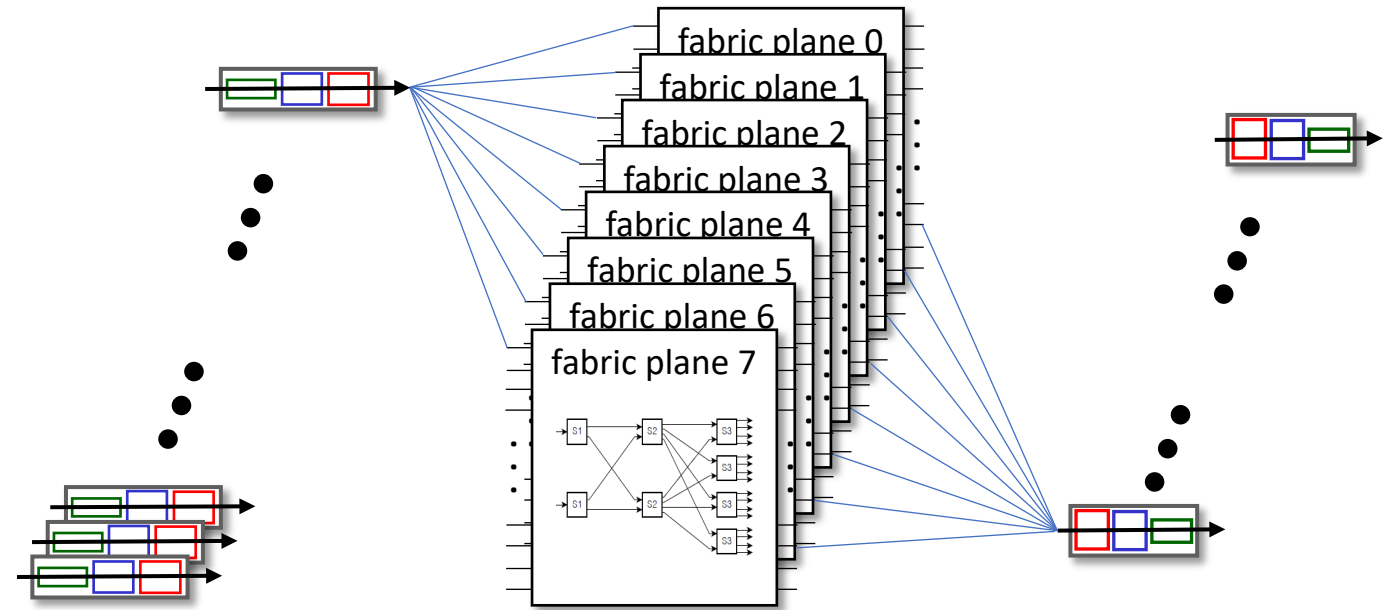 fabric plane 0
fabric plane 1
fabric plane 2
fabric plane 3
fabric plane 4
fabric plane 5
fabric plane 6
fabric plane 7
S1 S2 S3
S3
S1 S2 S3
S3